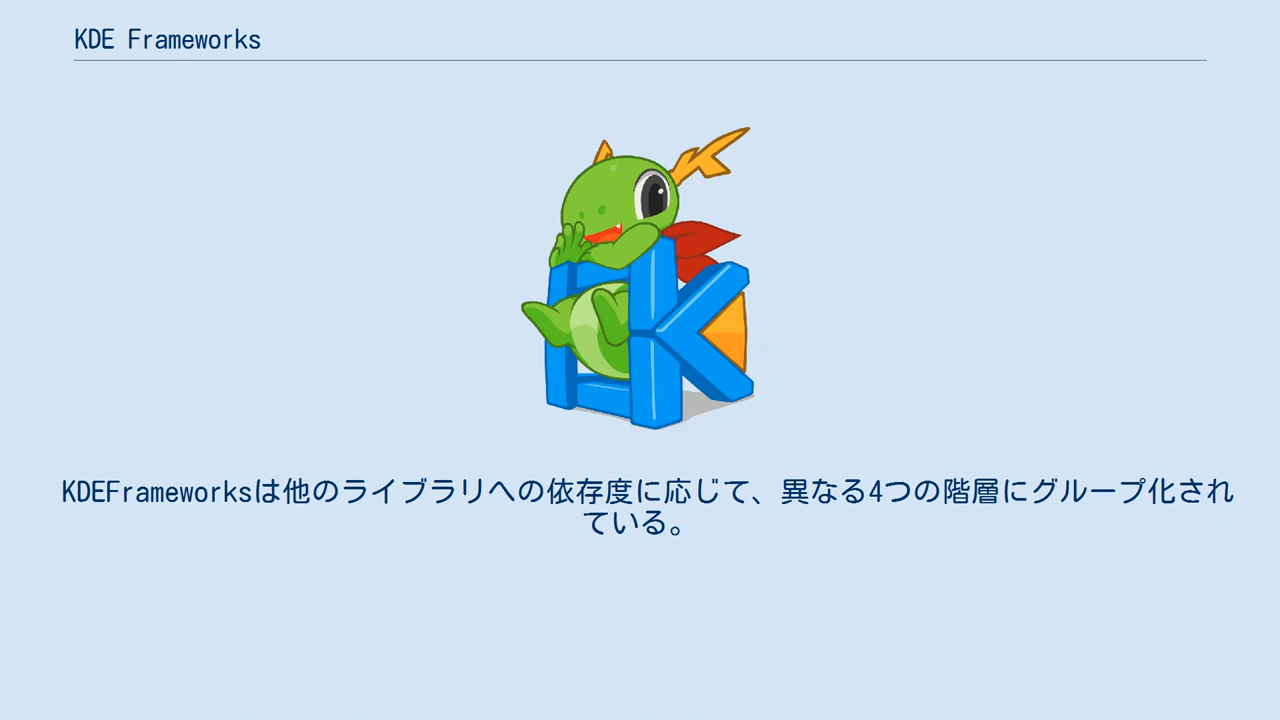 KDE Frameworks
KDEFrameworksは他のライブラリへの依存度に応じて、異なる4つの階層にグループ化され
ている。